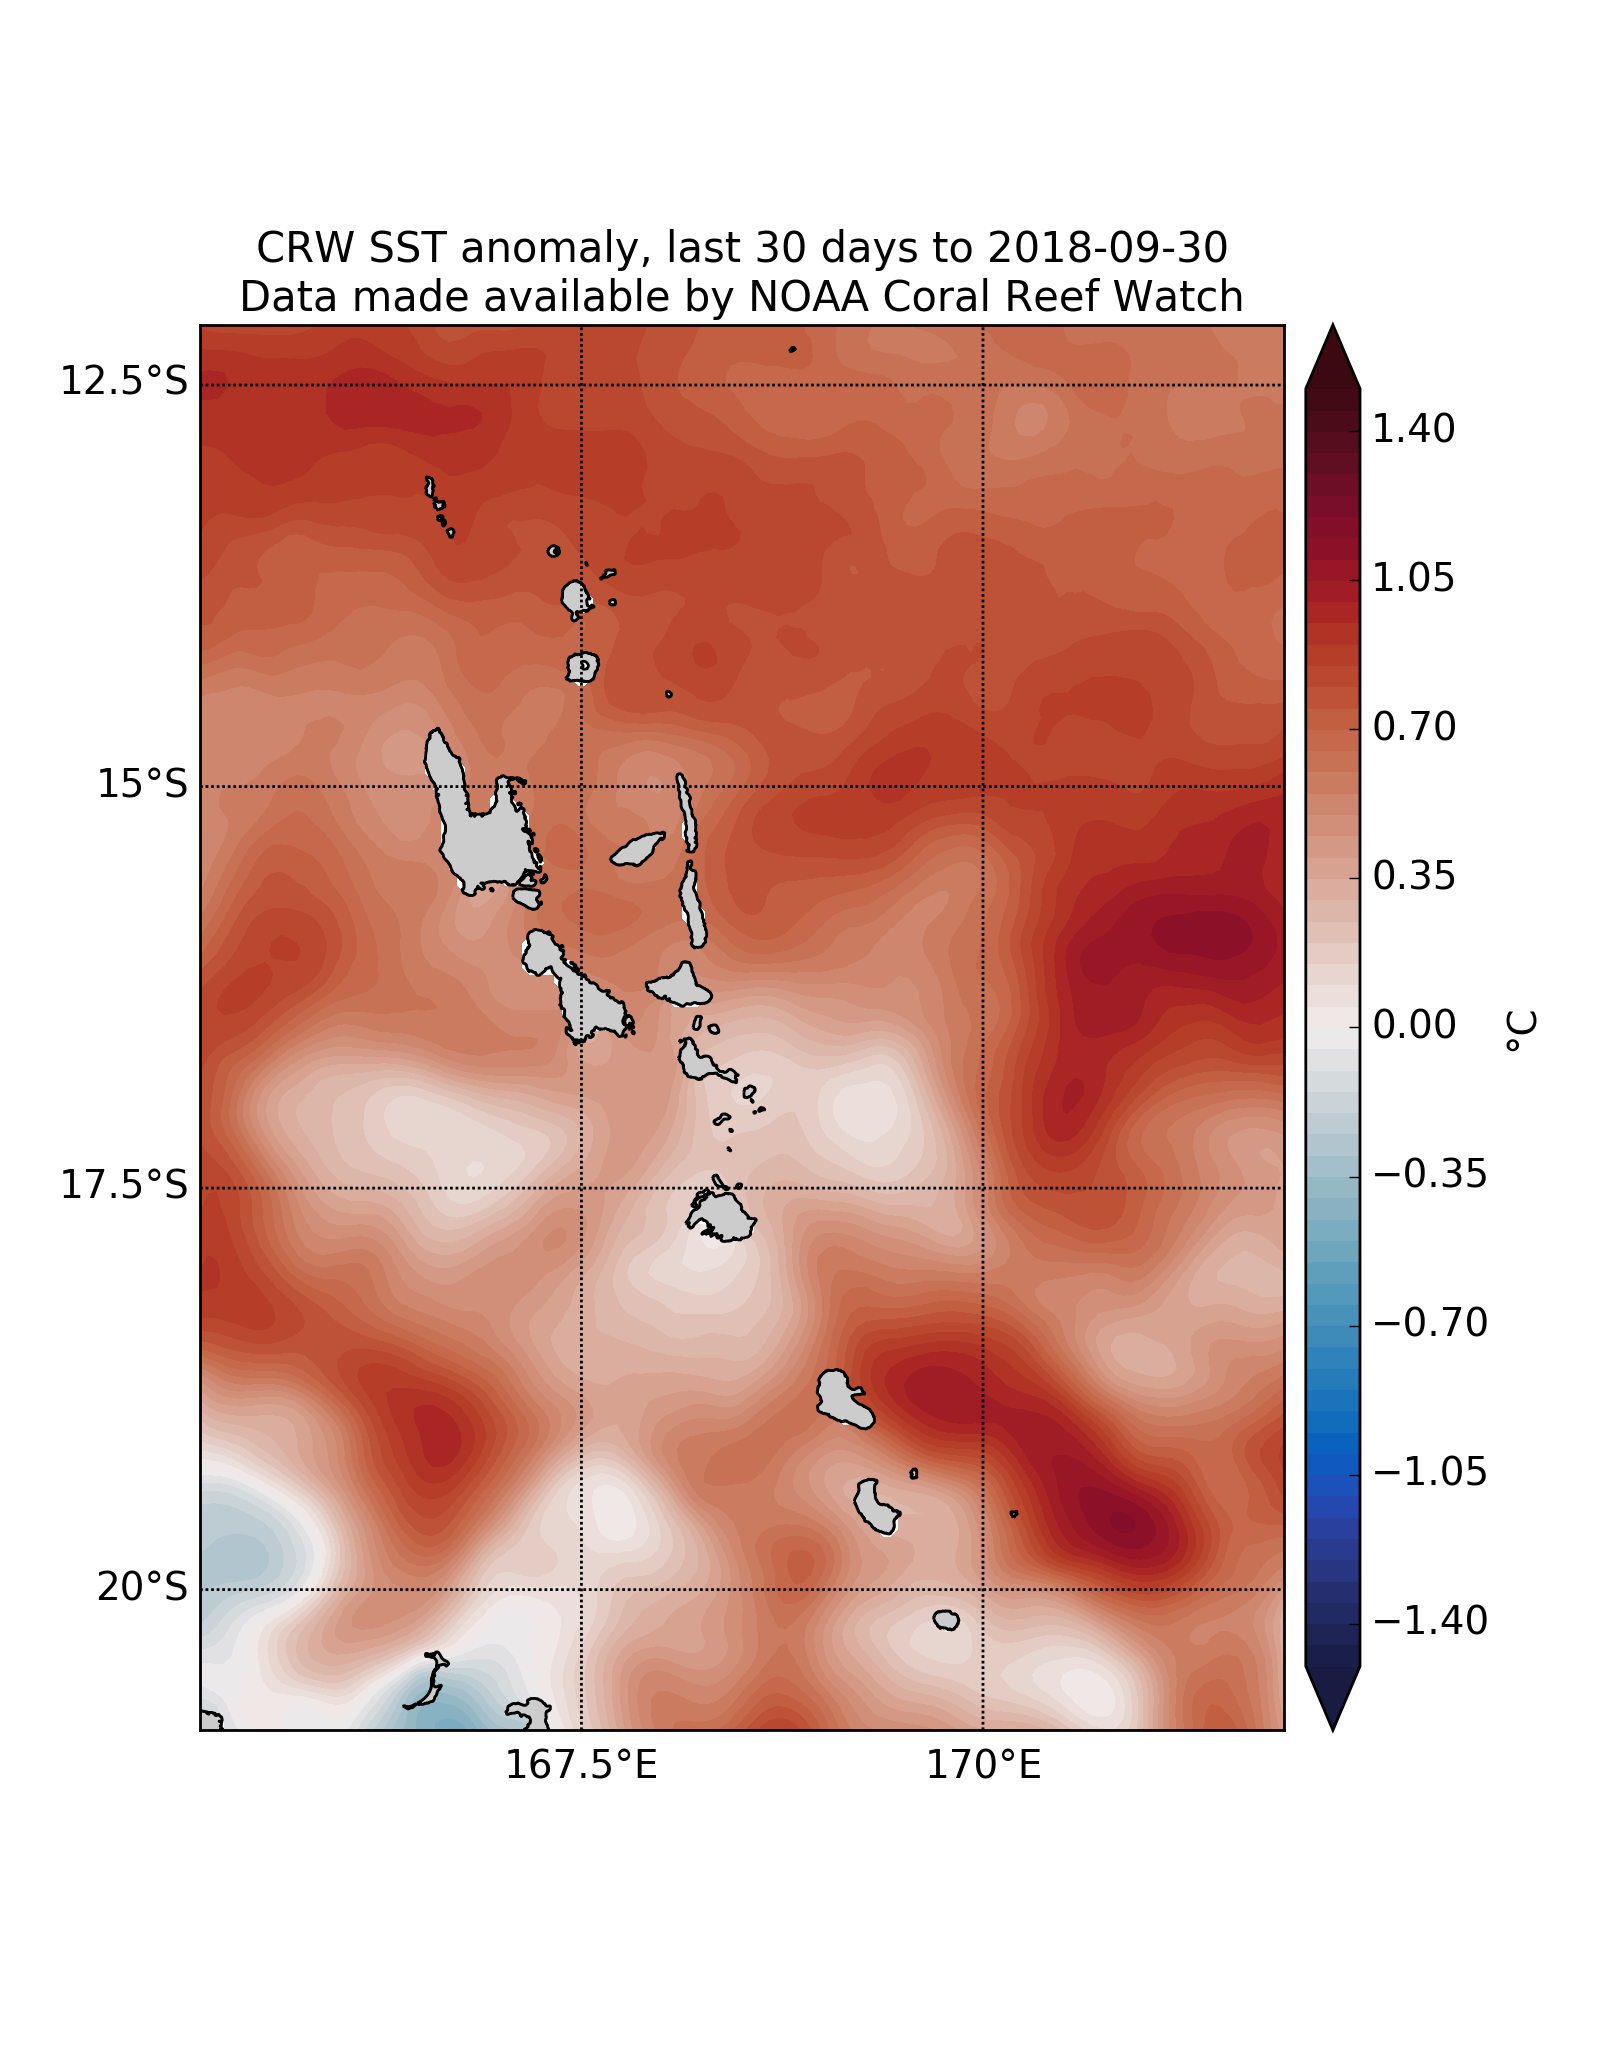 CRW SST anomaly, last 30 days to 2018-09-30
Data made available by NOAA Coral Reef Watch
12.5°S
15°S
17.5°S
20°S
167.5°E
170°E
1.40
1.05
0.70
0.35
0.00
−0.35
−0.70
−1.05
−1.40
°C